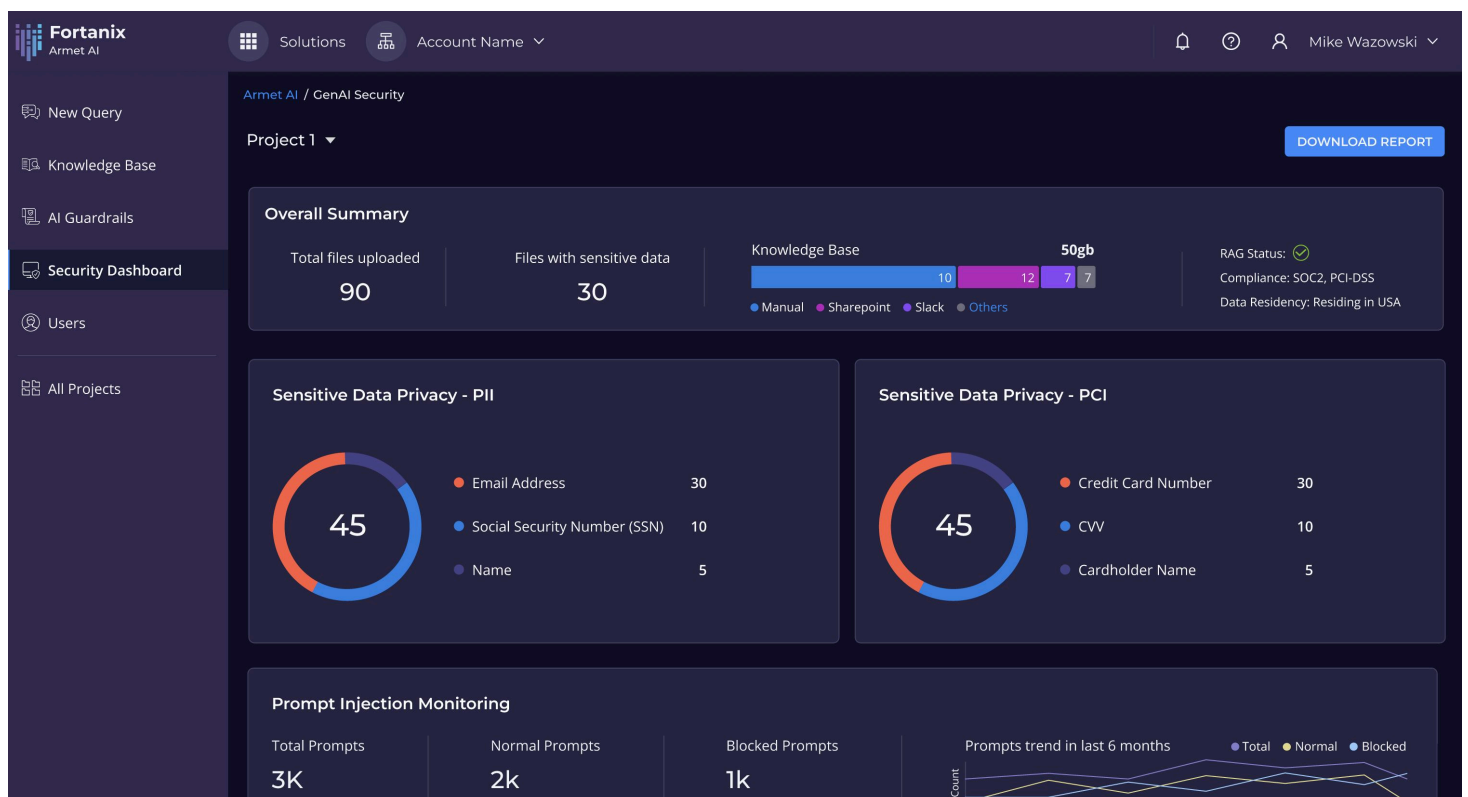 Fortanix
Armet AI
Solutions
Account Name
Mike Wazowski
New Query
Knowledge Base
AI Guardrails
Security Dashboard
Users
All Projects
Armet AI / GenAI Security
Project 1
DOWNLOAD REPORT
Overall Summary
Total files uploaded
90
Files with sensitive data
30
Knowledge Base 50gb
10 12 7 7
Manual Sharepoint Slack Others
RAG Status:
Compliance: SOC2, PCI-DSS
Data Residency: Residing in USA
Sensitive Data Privacy - PII
45
Email Address 30
Social Security Number (SSN) 10
Name 5
Sensitive Data Privacy - PCI
45
Credit Card Number 30
CVV 10
Cardholder Name 5
Prompt Injection Monitoring
Total Prompts
3K
Normal Prompts
2k
Blocked Prompts
1k
Prompts trend in last 6 months
Total Normal Blocked
Count